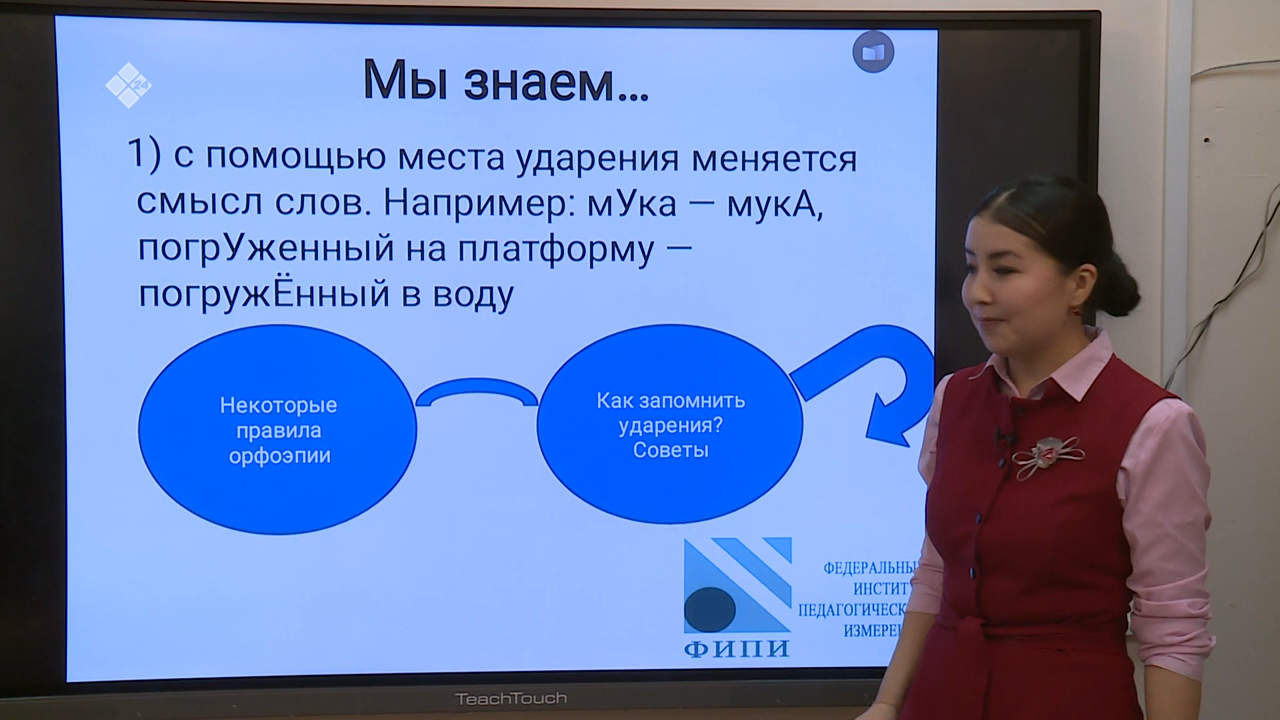 Мы знаем...
1) с помощью места ударения меняется
смысл слов. Например: мУка — мукА,
погрУженный на платформу —
погружЁнный в воду
Некоторые
правила
орфоэпии
Как запомнить
ударения?
Советы
ФИПИ
TeachTouch
24